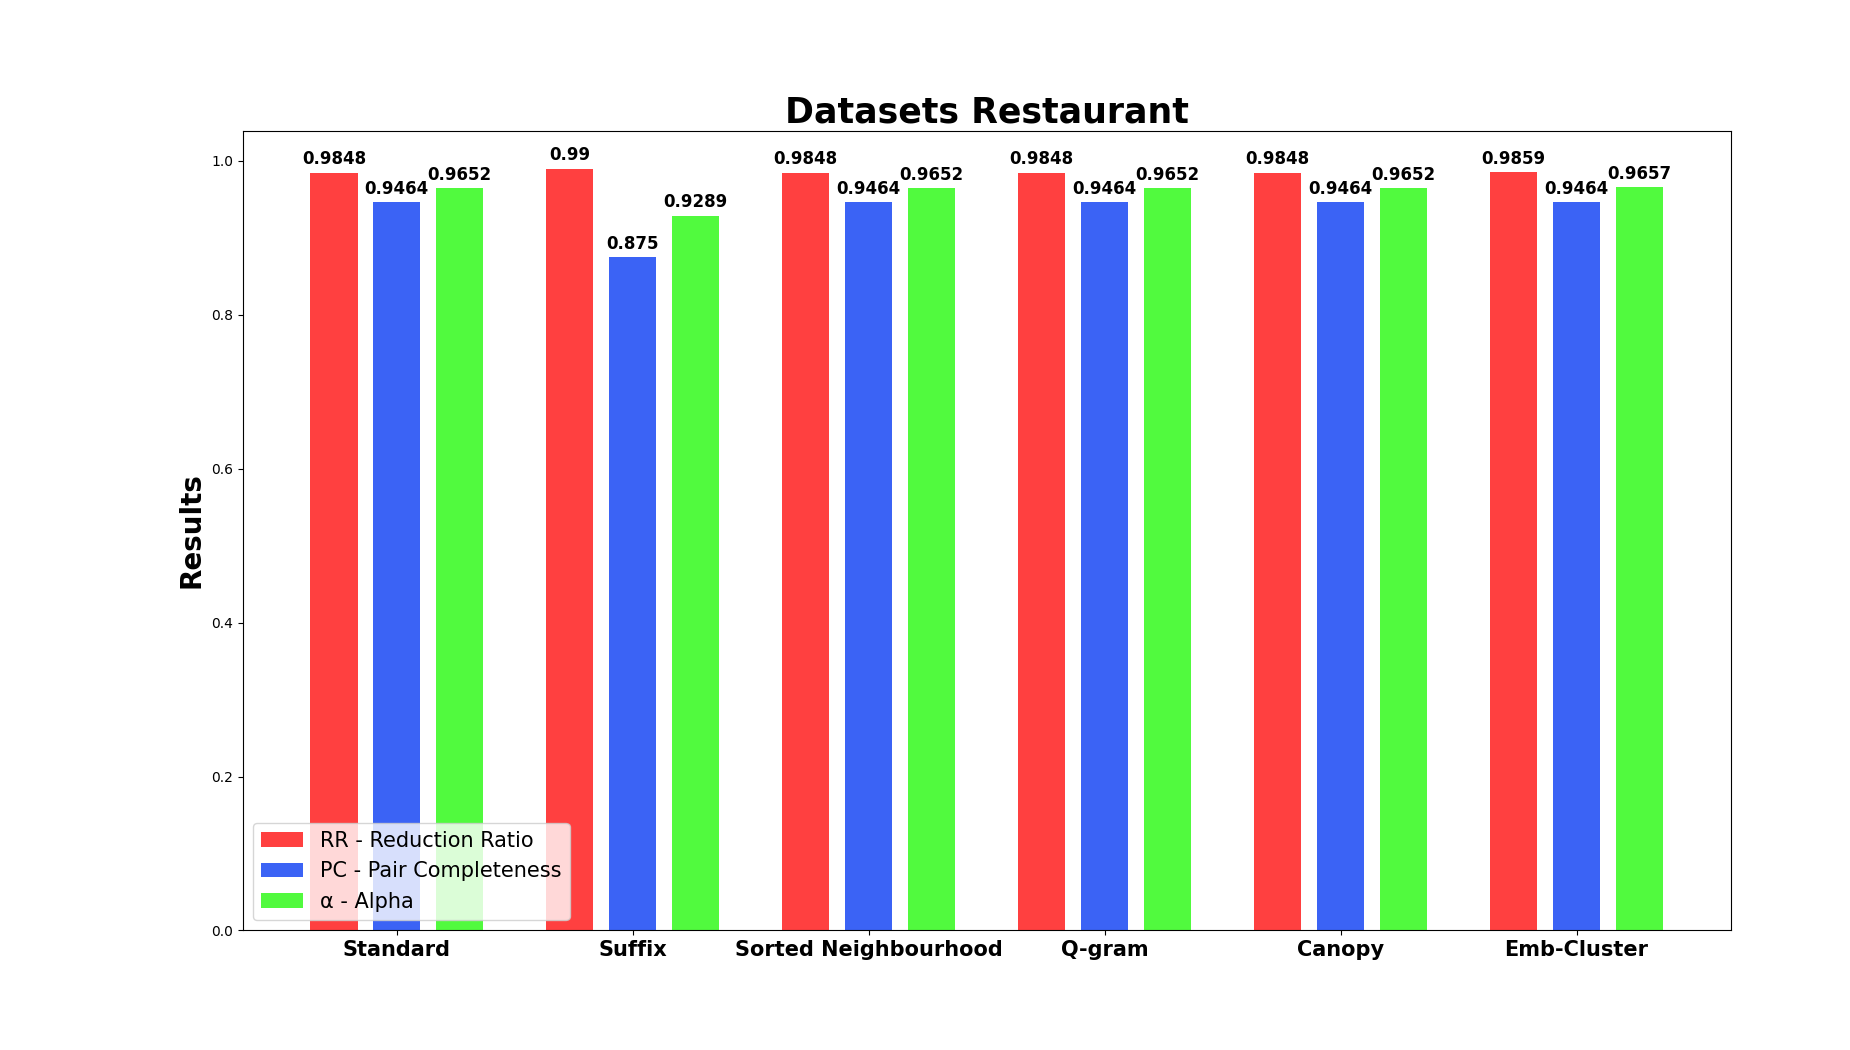 Datasets Restaurant
Results
1.0
0.8
0.6
0.4
0.2
0.0
0.9848
0.9464
0.9652
0.99
0.875
0.9289
0.9848
0.9464
0.9652
0.9848
0.9464
0.9652
0.9848
0.9464
0.9652
0.9859
0.9464
0.9657
RR - Reduction Ratio
PC - Pair Completeness
α - Alpha
Standard
Suffix
Sorted Neighbourhood
Q-gram
Canopy
Emb-Cluster